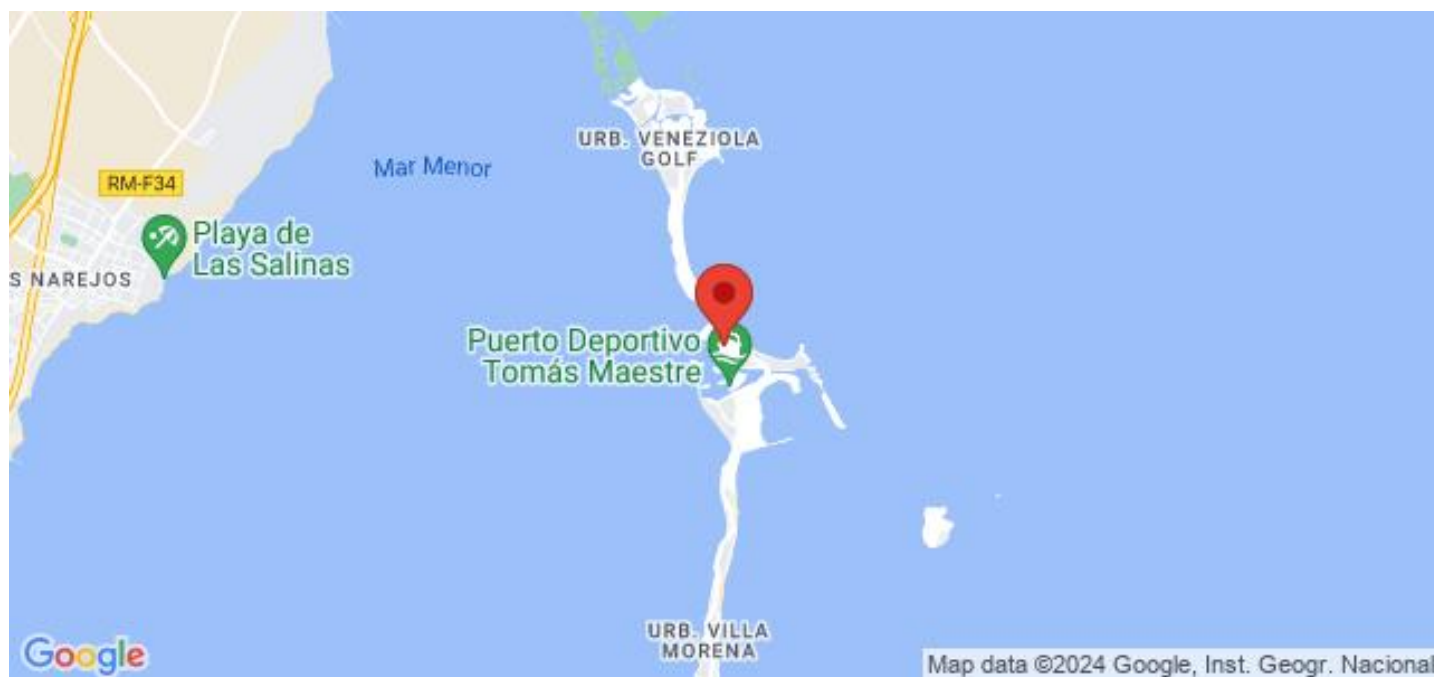 URB. VENEZIOLA
GOLF
Mar Menor
RM-F34
Playa de
Las Salinas
S NAREJOS
Puerto Deportivo
Tomás Maestre
URB. VILLA
MORENA
Google
Map data ©2024 Google, Inst. Geogr. Nacional